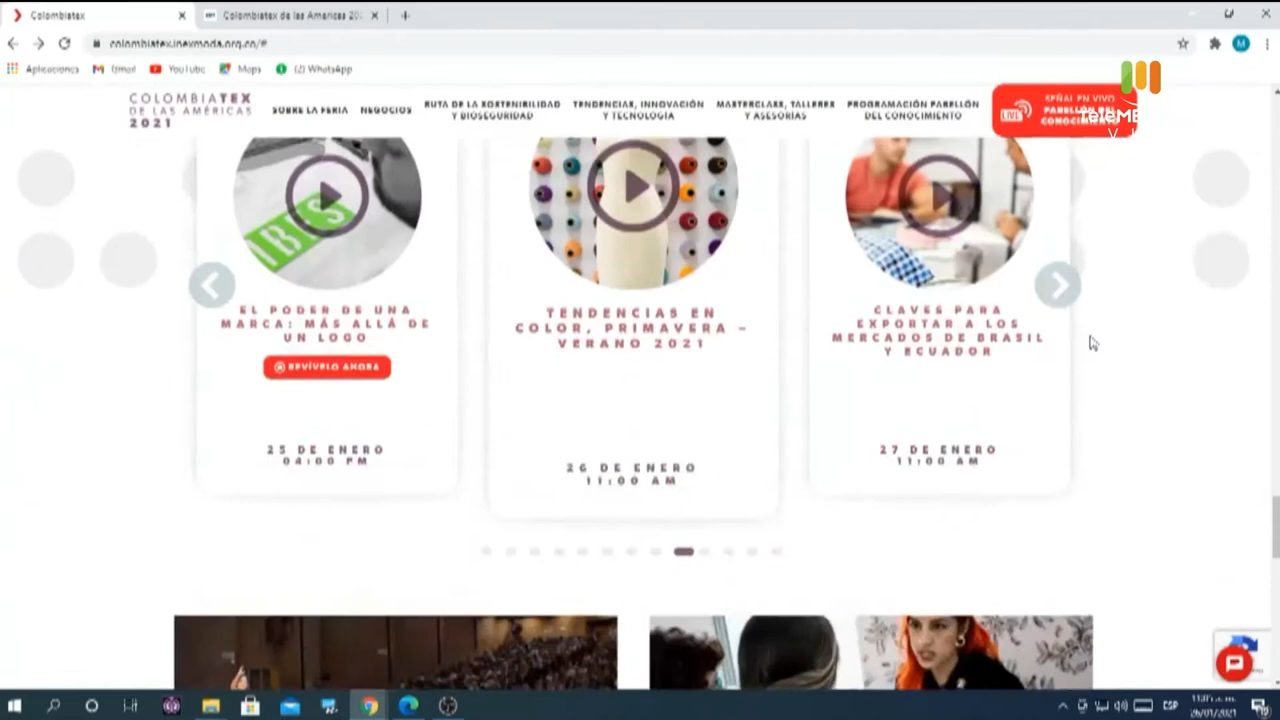 Colombiatex
Colombiatex de las Americas 20
colombiatex.inexmoda.org.co/#
M
Aplicaciones
Gmail
YouTube
Maps
(2) WhatsApp
COLOMBIATEX
DE LAS AMÉRICAS
2021
SOBRE LA FERIA
NEGOCIOS
RUTA DE LA SOSTENIBILIDAD
Y BIOSEGURIDAD
TENDENCIAS, INNOVACIÓN
Y TECNOLOGÍA
MASTERCLASS, TALLERES
Y ASESORÍAS
PROGRAMACIÓN PABELLÓN
DEL CONOCIMIENTO
LIVE
SEÑAL EN VIVO
PABELLÓN DEL
CONOCIMIENTO
EL PODER DE UNA
MARCA: MÁS ALLÁ DE
UN LOGO
REVÍVELO AHORA
25 DE ENERO
04:00 PM
TENDENCIAS EN
COLOR, PRIMAVERA –
VERANO 2021
26 DE ENERO
11:00 AM
CLAVES PARA
EXPORTAR A LOS
MERCADOS DE BRASIL
Y ECUADOR
27 DE ENERO
11:00 AM
ESP
26/01/2021